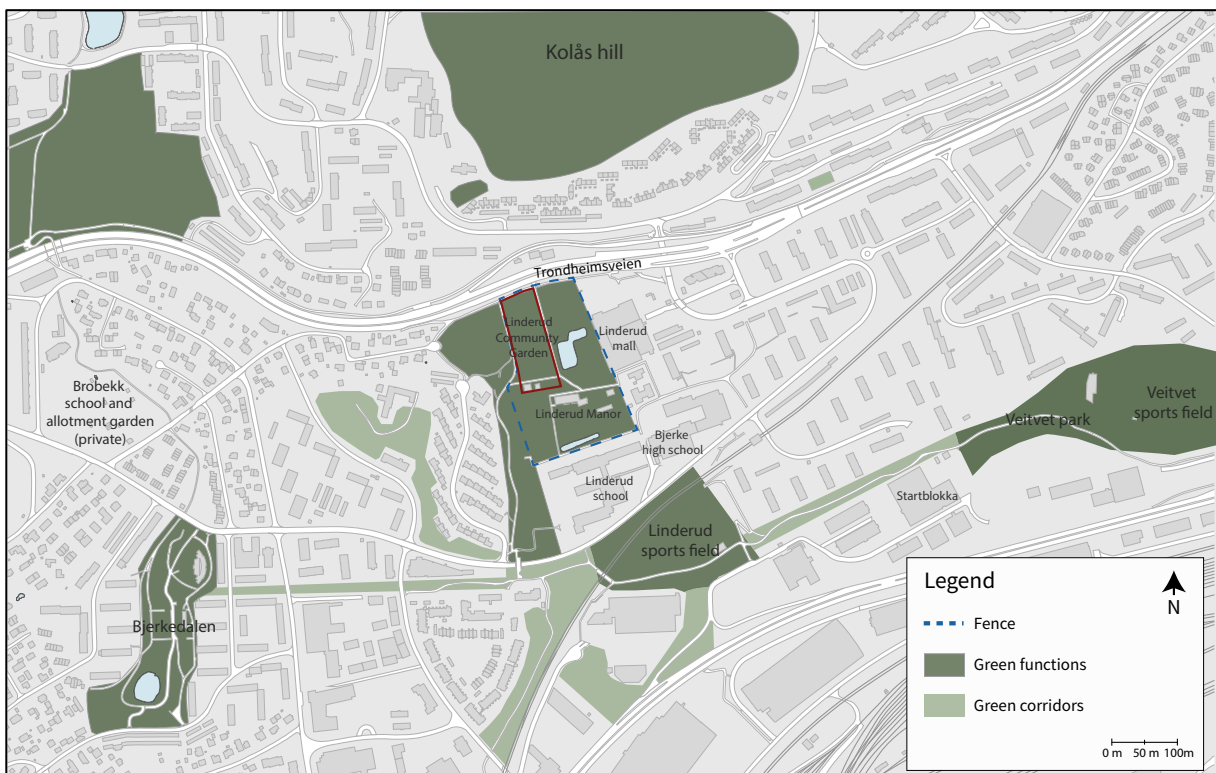 Kolås hill
Trondheimsveien
Linderud
Community
Garden
Linderud
mall
Linderud Manor
Brobekk
school and
allotment garden
(private)
Bjerke
high school
Linderud
school
Veitvet
sports field
Veitvet park
Startblokka
Linderud
sports field
Bjerkedalen
Legend
N
Fence
Green functions
Green corridors
0 m 50 m 100m